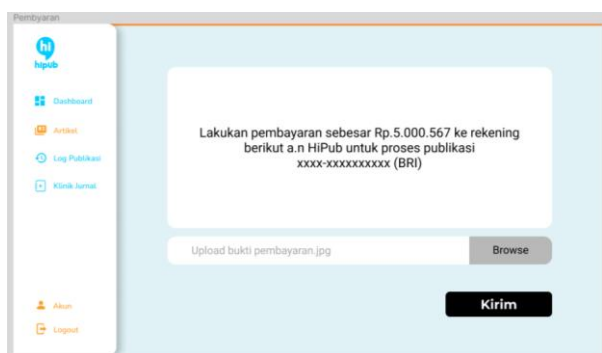 Pembyaran
hi
hipub
Dashboard
Artikel
Log Publikasi
Klinik Jurnal
Akun
Logout
Lakukan pembayaran sebesar Rp.5.000.567 ke rekening
berikut a.n HiPub untuk proses publikasi
xxxx-xxxxxxxxxx (BRI)
Upload bukti pembayaran.jpg
Browse
Kirim